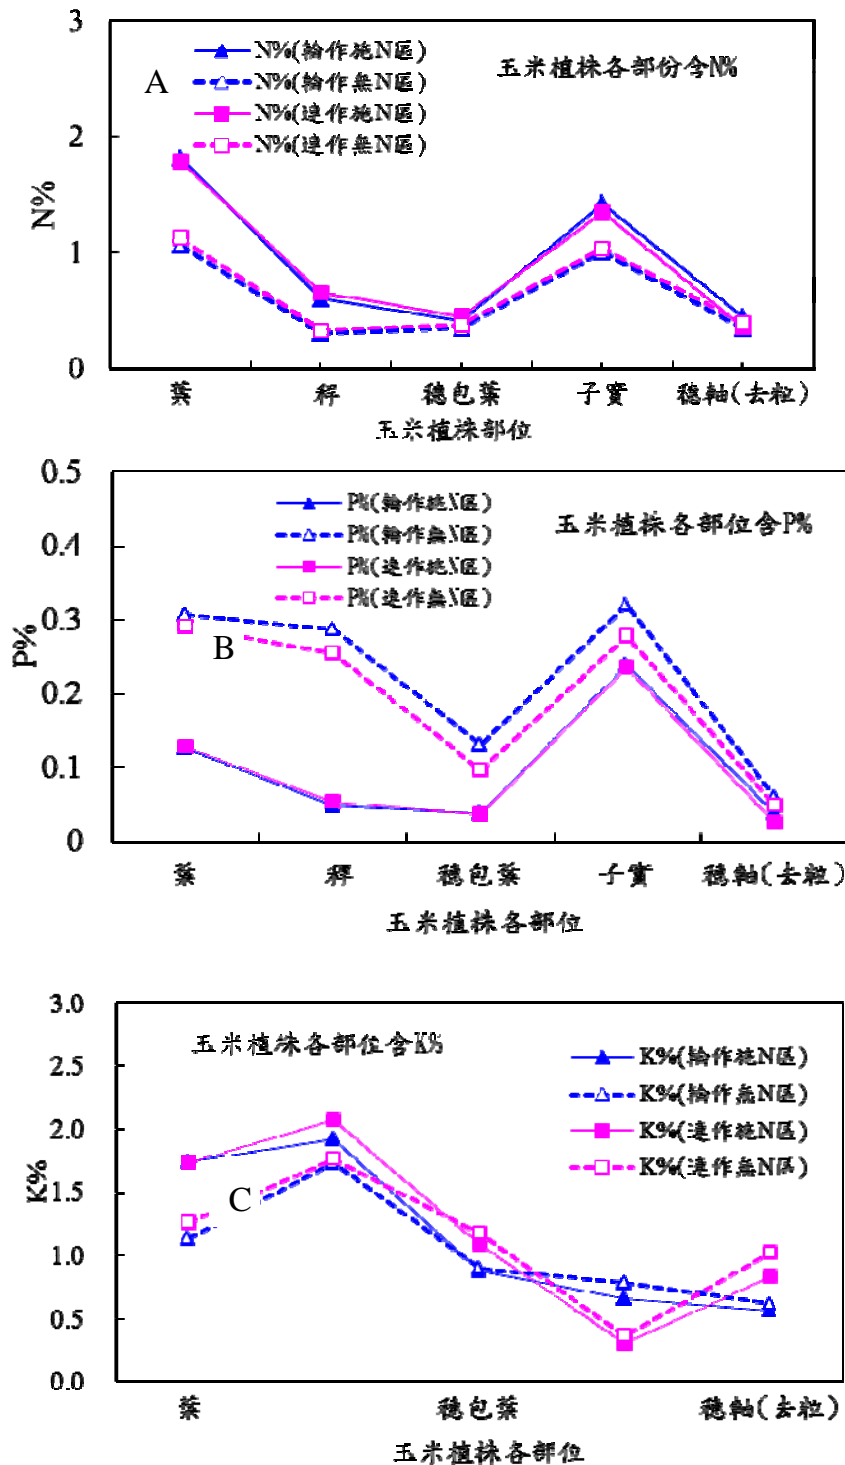 A
玉米植株各部份含N%
N%(輪作施N區)
N%(輪作無N區)
N%(連作施N區)
N%(連作無N區)
N%
3
2
1
0
葉 稈 穗包葉 子實 穗軸(去粒)
玉米植株部位
B
玉米植株各部位含P%
P%(輪作施N區)
P%(輪作無N區)
P%(連作施N區)
P%(連作無N區)
P%
0.5
0.4
0.3
0.2
0.1
0
葉 稈 穗包葉 子實 穗軸(去粒)
玉米植株各部位
C
玉米植株各部位含K%
K%(輪作施N區)
K%(輪作無N區)
K%(連作施N區)
K%(連作無N區)
K%
3.0
2.5
2.0
1.5
1.0
0.5
0.0
葉 穗包葉 穗軸(去粒)
玉米植株各部位